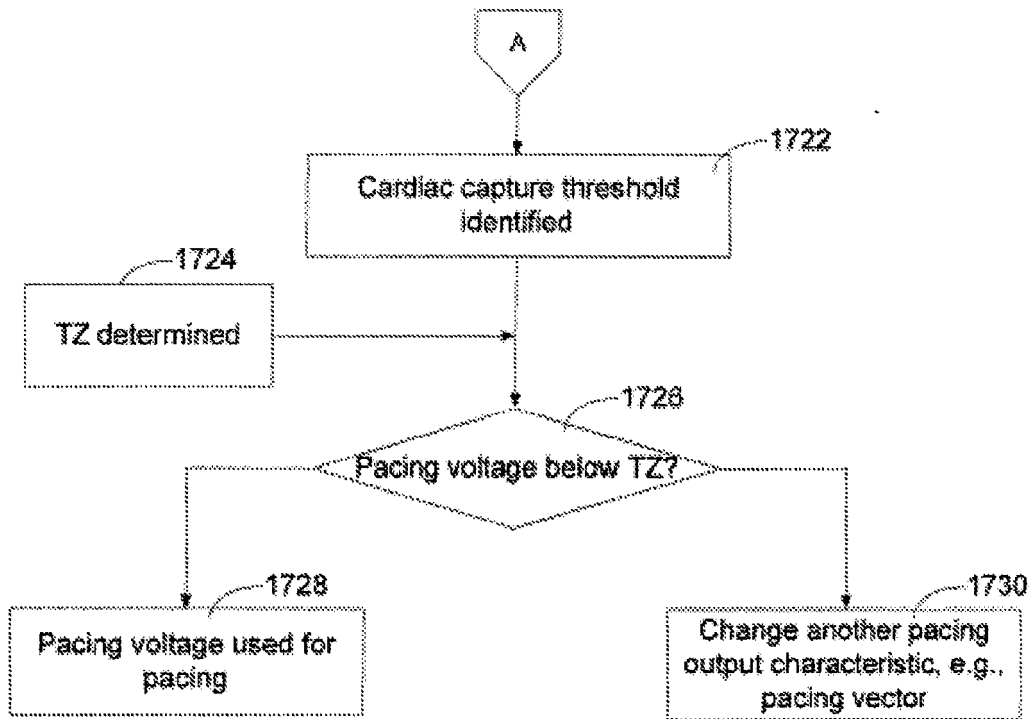 A
1722
Cardiac capture threshold
identified
1724
TZ determined
1726
Pacing voltage below TZ?
1728
Pacing voltage used for
pacing
1730
Change another pacing
output characteristic, e.g.,
pacing vector